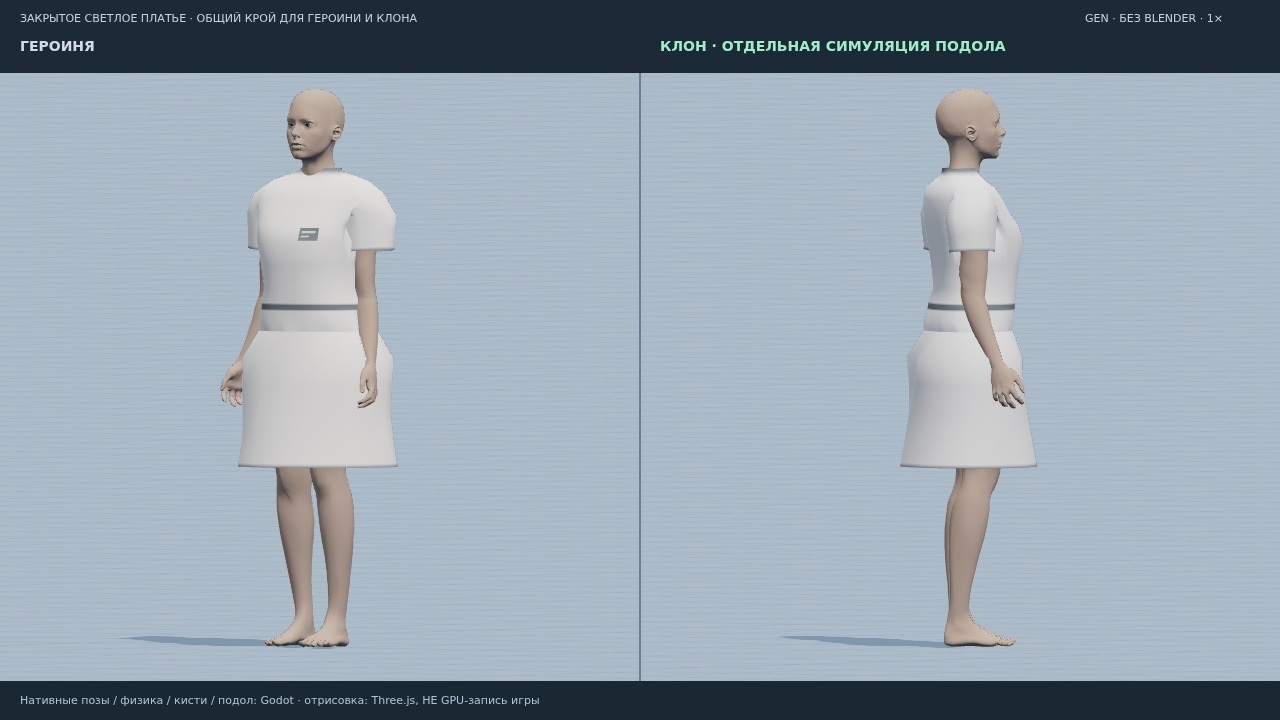 ЗАКРЫТОЕ СВЕТЛОЕ ПЛАТЬЕ · ОБЩИЙ КРОЙ ДЛЯ ГЕРОИНИ И КЛОНА
GEN · БЕЗ BLENDER · 1×
ГЕРОИНЯ
КЛОН · ОТДЕЛЬНАЯ СИМУЛЯЦИЯ ПОДОЛА
Нативные позы / физика / кисти / подол: Godot · отрисовка: Three.js, НЕ GPU-запись игры